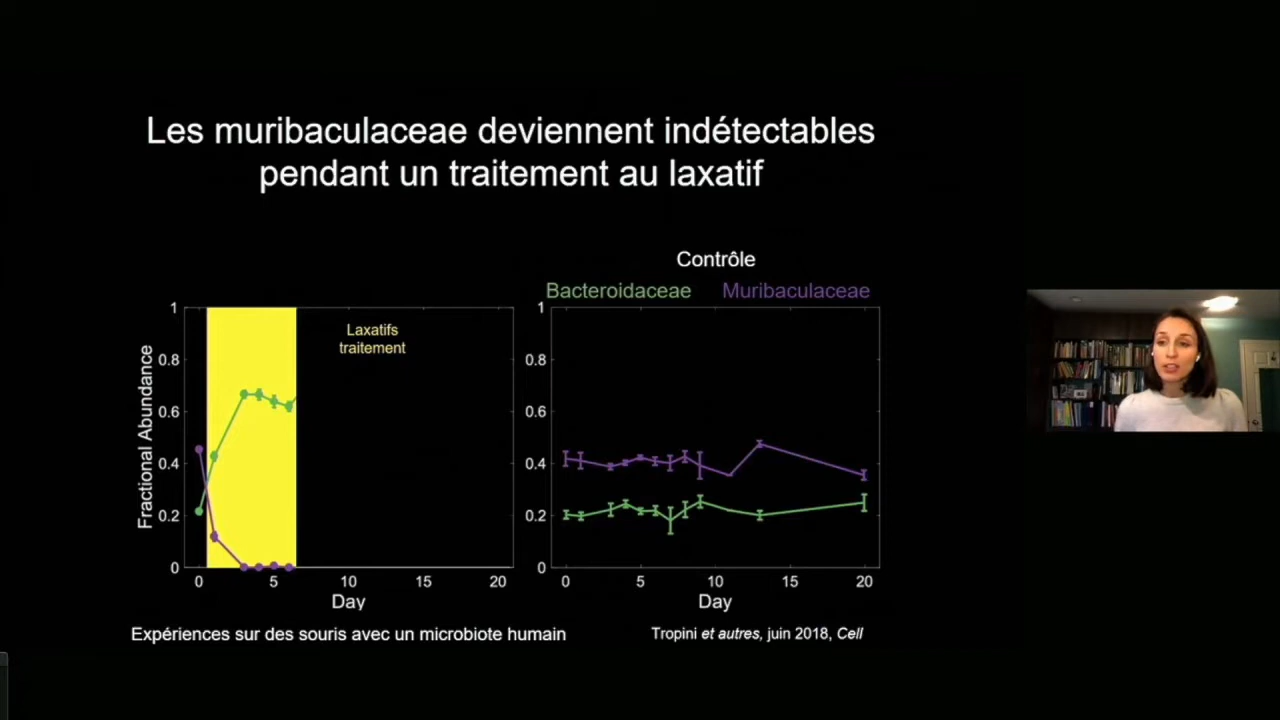 Les muribaculaceae deviennent indétectables
pendant un traitement au laxatif
Contrôle
Bacteroidaceae Muribaculaceae
Fractional Abundance
1
0.8
0.6
0.4
0.2
0
Laxatifs
traitement
0 5 10 15 20
Day
1
0.8
0.6
0.4
0.2
0
0 5 10 15 20
Day
Expériences sur des souris avec un microbiote humain
Tropini et autres, juin 2018, Cell